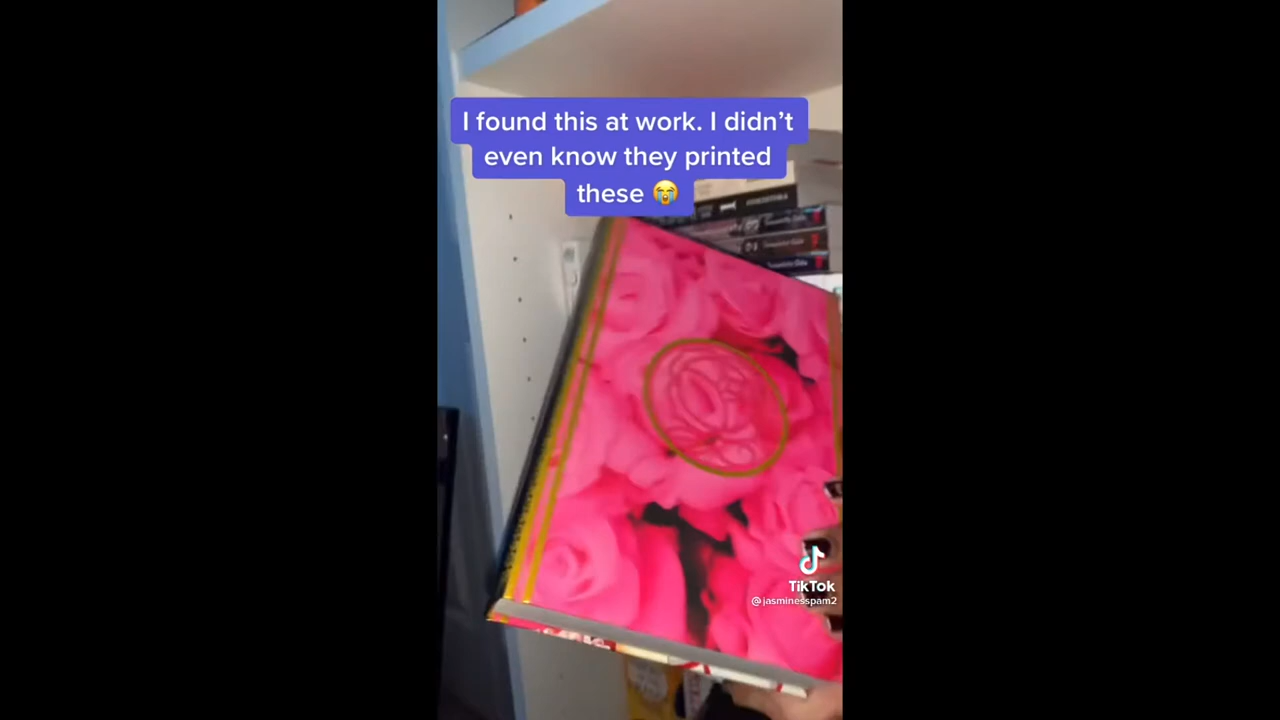 I found this at work. I didn’t
even know they printed
these 😭
TikTok
@jasminesspam2